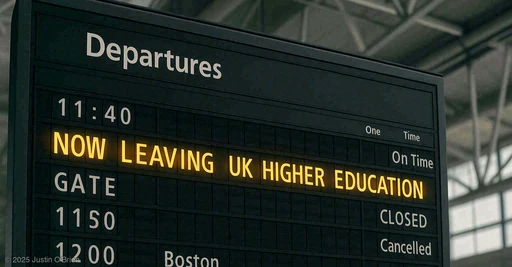 Departures
11:40
One Time
On Time
NOW LEAVING UK HIGHER EDUCATION
GATE
11S0 CLOSED
Cancelled
1200 Boston
© 2025 Justin O'Brien